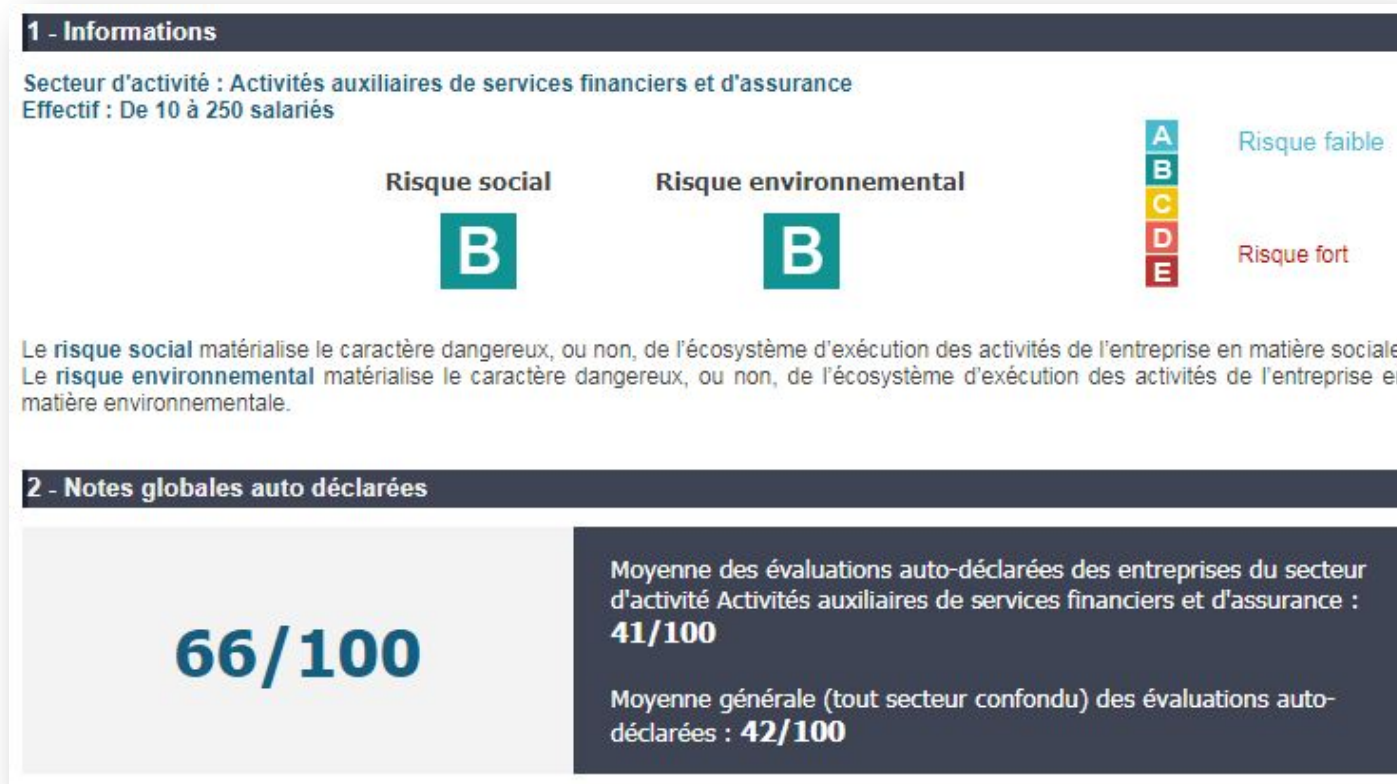 1 - Informations
Secteur d'activité : Activités auxiliaires de services financiers et d'assurance
Effectif : De 10 à 250 salariés
Risque social
Risque environnemental
B
B
A
B
C
D
E
Risque faible
Risque fort
Le risque social matérialise le caractère dangereux, ou non, de l'écosystème d'exécution des activités de l'entreprise en matière sociale
Le risque environnemental matérialise le caractère dangereux, ou non, de l'écosystème d'exécution des activités de l'entreprise
matière environnementale.
2 - Notes globales auto déclarées
66/100
Moyenne des évaluations auto-déclarées des entreprises du secteur
d'activité Activités auxiliaires de services financiers et d'assurance :
41/100
Moyenne générale (tout secteur confondu) des évaluations auto-
déclarées : 42/100